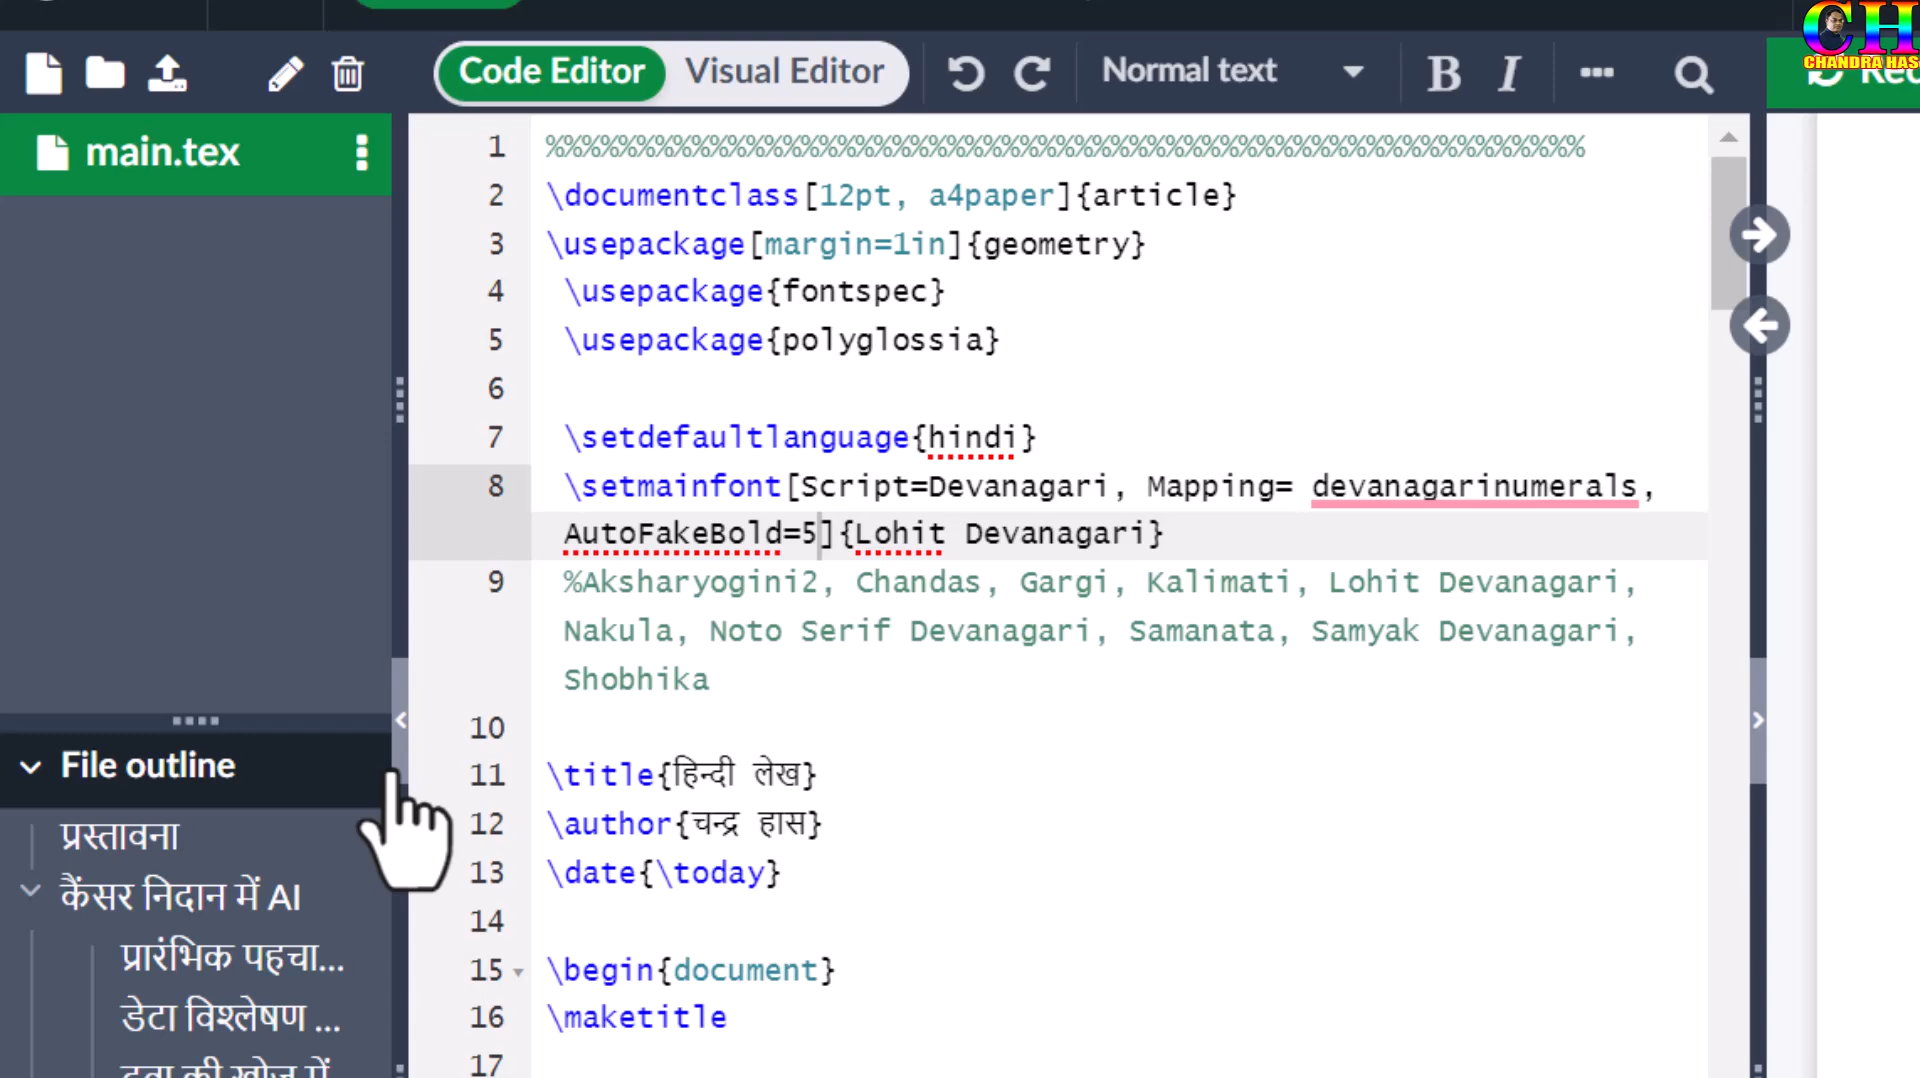 CH
CHANDRA HAS
Code Editor
Visual Editor
Normal text
B I
main.tex
1 %%%%%%%%%%%%%%%%%%%%%%%%%%%%%%%%%%%%%%%%%%%%%%%%%%%%%%%%%
2 \documentclass[12pt, a4paper]{article}
3 \usepackage[margin=1in]{geometry}
4 \usepackage{fontspec}
5 \usepackage{polyglossia}
6
7 \setdefaultlanguage{hindi}
8 \setmainfont[Script=Devanagari, Mapping= devanagarinumerals,
AutoFakeBold=5]{Lohit Devanagari}
9 %Aksharyogini2, Chandas, Gargi, Kalimati, Lohit Devanagari,
Nakula, Noto Serif Devanagari, Samanata, Samyak Devanagari,
Shobhika
10
11 \title{हिन्दी लेख}
12 \author{चन्द्र हास}
13 \date{\today}
14
15 \begin{document}
16 \maketitle
17
File outline
प्रस्तावना
कैंसर निदान में AI
प्रारंभिक पहचा...
डेटा विश्लेषण ...